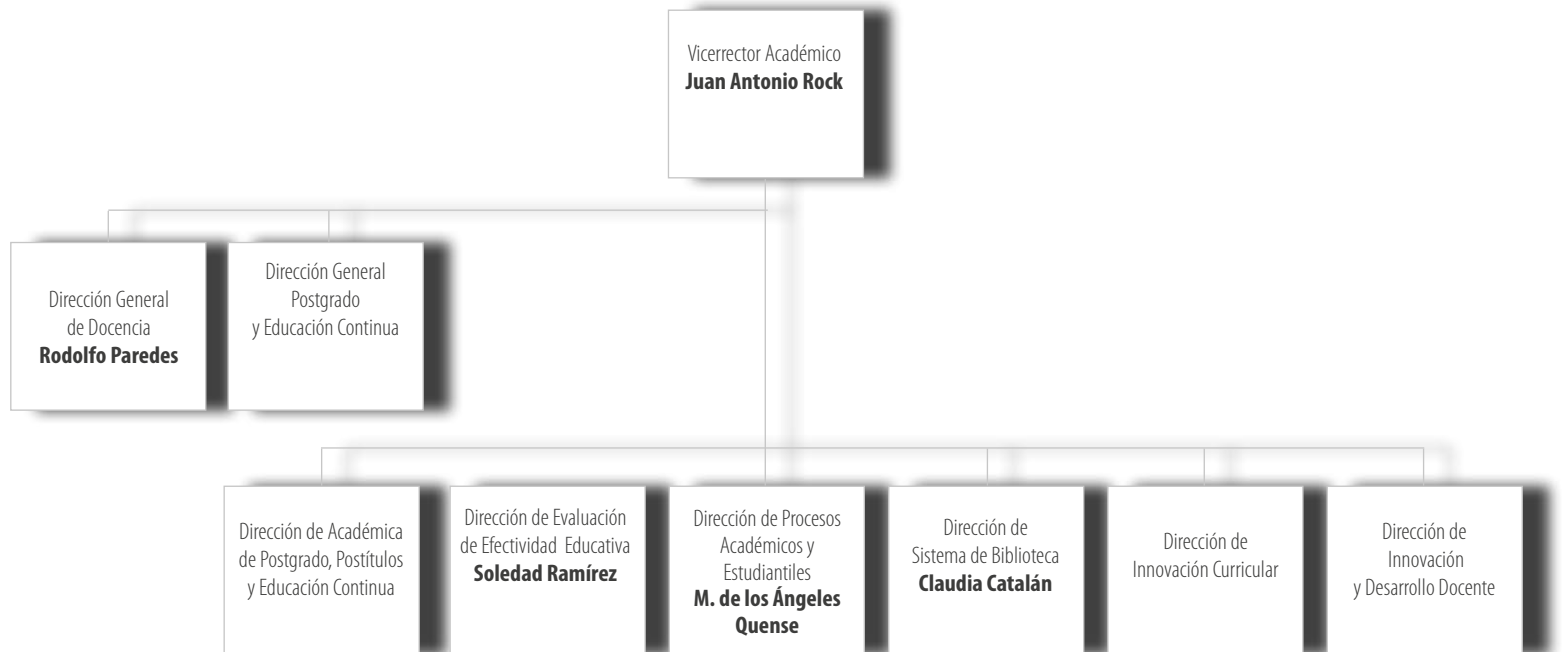 Vicerrector Académico
Juan Antonio Rock
Dirección General
de Docencia
Rodolfo Paredes
Dirección General
Postgrado
y Educación Continua
Dirección de Académica
de Postgrado, Postítulos
y Educación Continua
Dirección de Evaluación
de Efectividad Educativa
Soledad Ramírez
Dirección de Procesos
Académicos y
Estudiantiles
M. de los Ángeles
Quense
Dirección de
Sistema de Biblioteca
Claudia Catalán
Dirección de
Innovación Curricular
Dirección de
Innovación
y Desarrollo Docente